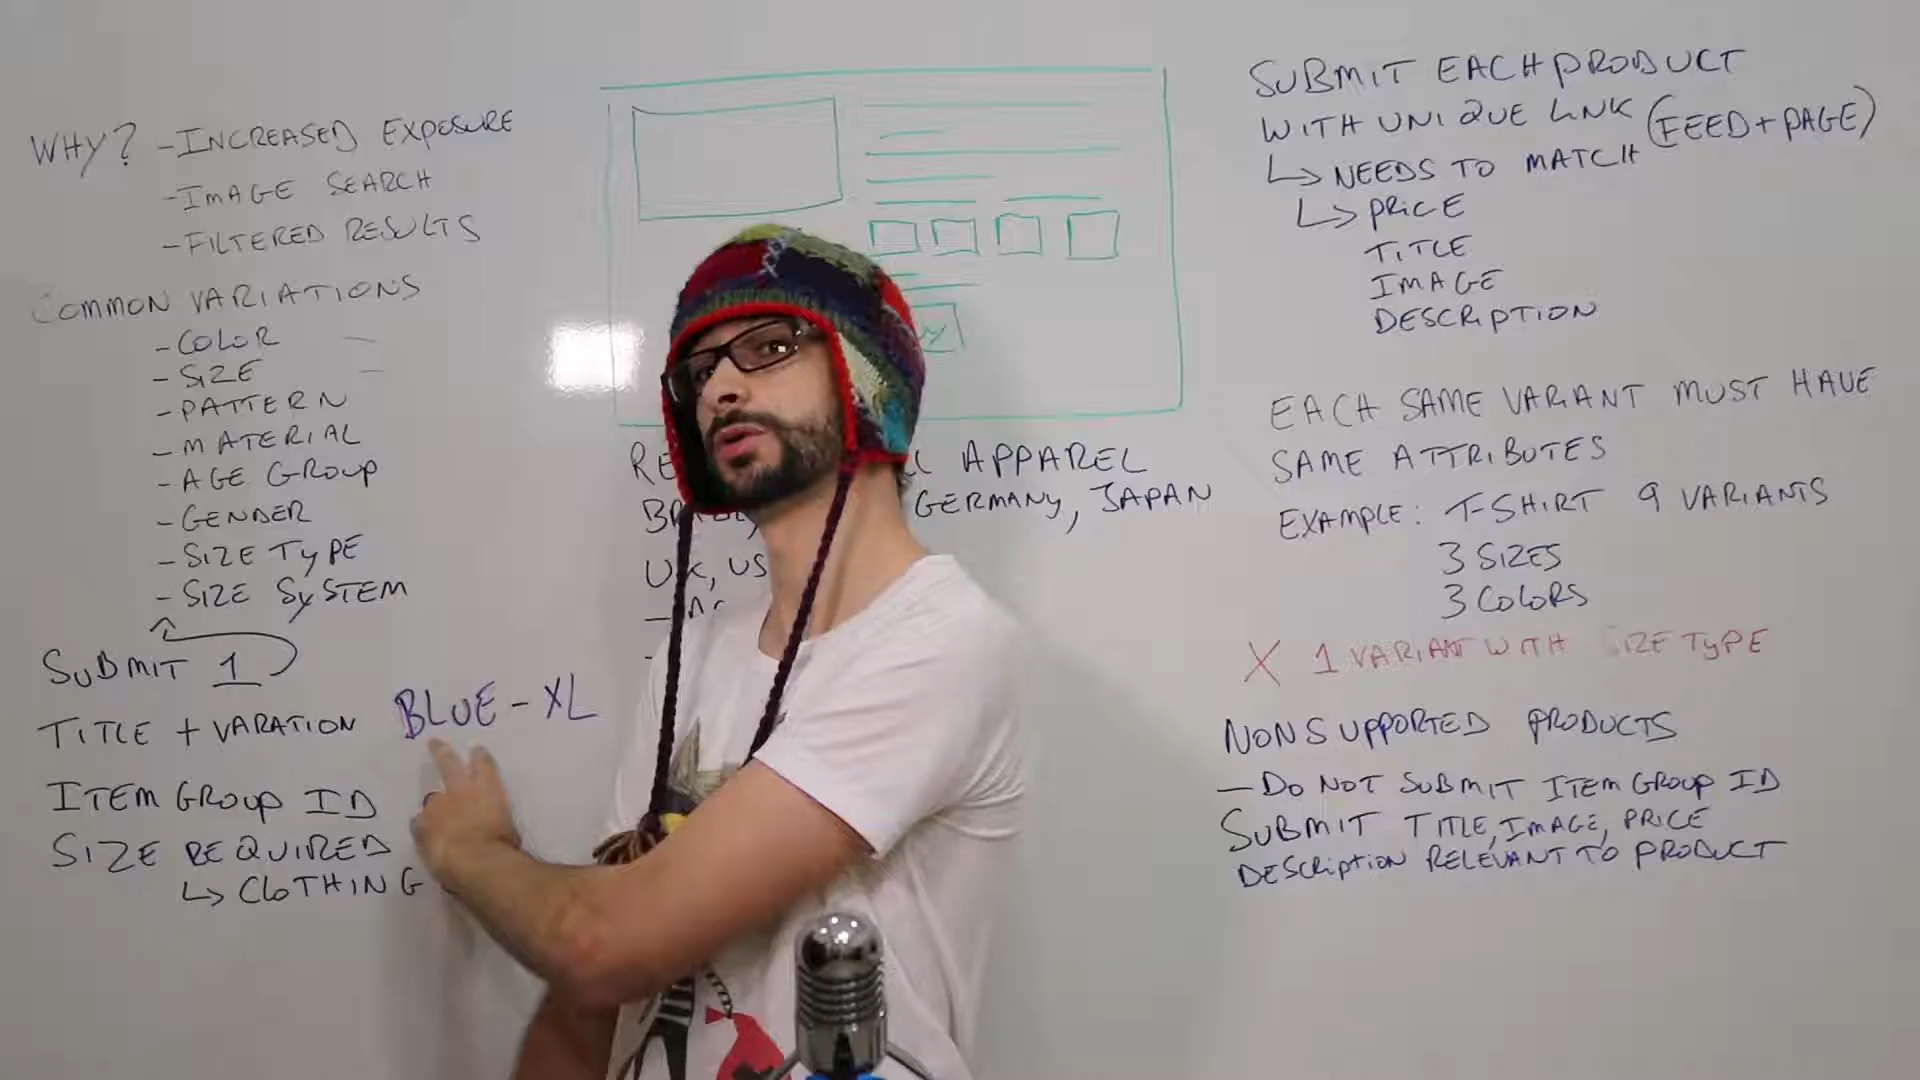 WHY? - INCREASED EXPOSURE
- IMAGE SEARCH
- FILTERED RESULTS
COMMON VARIATIONS
- COLOR
- SIZE
- PATTERN
- MATERIAL
- AGE GROUP
- GENDER
- SIZE TYPE
- SIZE SYSTEM
SUBMIT 1
TITLE + VARATION BLUE - XL
ITEM GROUP ID
SIZE REQUIRED
↳ CLOTHING
APPAREL
GERMANY, JAPAN
UK, US
SUBMIT EACH PRODUCT
WITH UNIQUE LINK (FEED + PAGE)
↳ NEEDS TO MATCH
↳ PRICE
TITLE
IMAGE
DESCRIPTION
EACH SAME VARIANT MUST HAVE
SAME ATTRIBUTES
EXAMPLE: T-SHIRT 9 VARIANTS
3 SIZES
3 COLORS
X 1 VARIANT WITH SIZE TYPE
NON SUPPORTED PRODUCTS
- DO NOT SUBMIT ITEM GROUP ID
SUBMIT TITLE, IMAGE, PRICE
DESCRIPTION RELEVANT TO PRODUCT